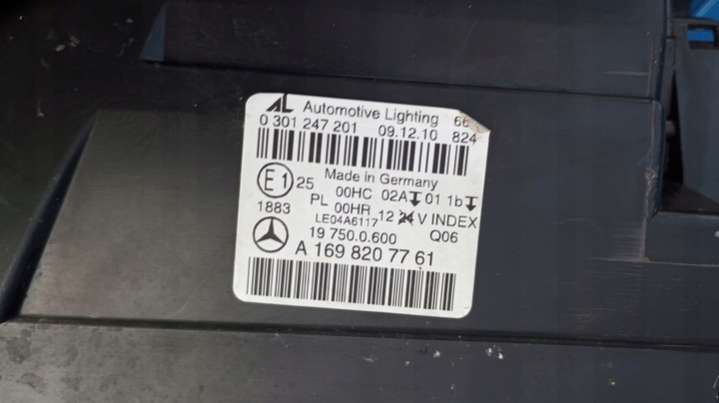 AL Automotive Lighting 66
0 301 247 201 09.12.10 824
Made in Germany
E1 25 00HC 02A 01 1b
PL 00HR 12 24 V INDEX
1883 LE04A6117 Q06
19 750.0.600
A 169 820 77 61